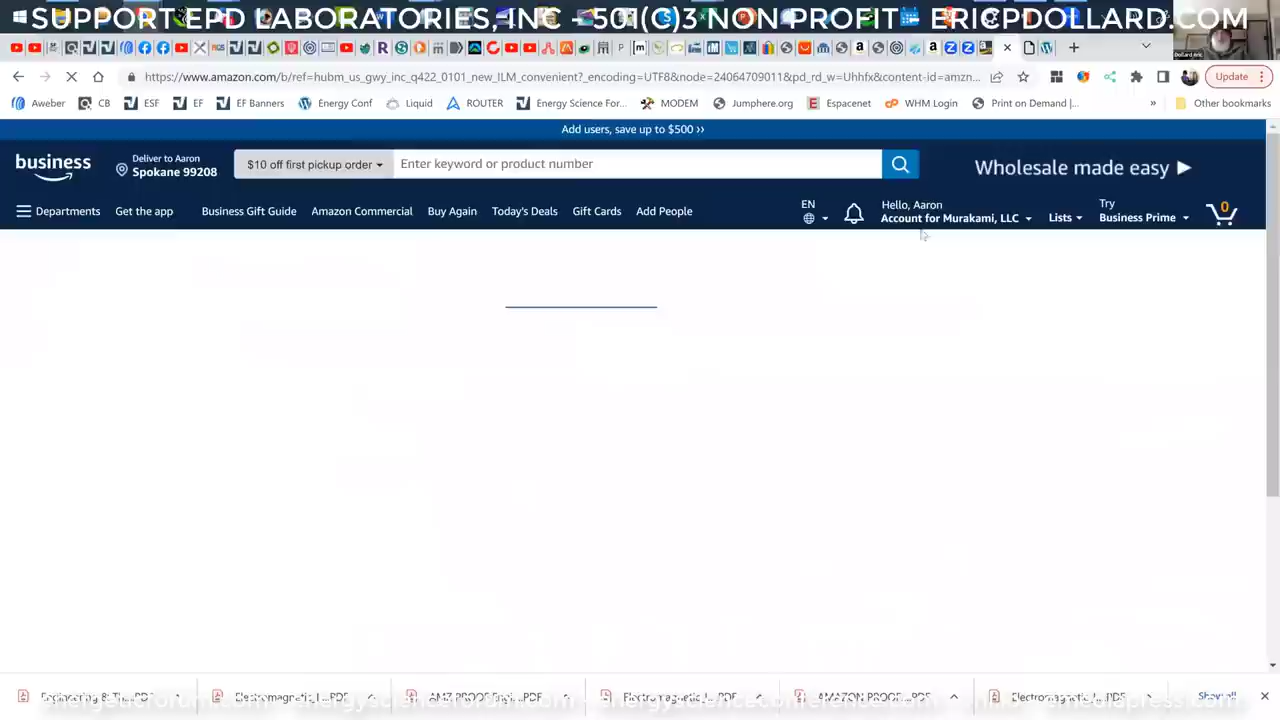 SUPPORT EPD LABORATORIES, INC - 501(C)3 NON PROFIT - ERICPDOLLARD.COM
https://www.amazon.com/b/ref=hubm_us_gwy_inc_q422_0101_new_ILM_convenient?_encoding=UTF8&node=24064709011&pd_rd_w=Uhhfx&content-id=amzn...
Update
Aweber CB ESF EF EF Banners Energy Conf Liquid ROUTER Energy Science For... MODEM Jumphere.org Espacenet WHM Login Print on Demand |... » Other bookmarks
Add users, save up to $500 ››
business
Deliver to Aaron
Spokane 99208
$10 off first pickup order
Enter keyword or product number
Wholesale made easy
Departments Get the app Business Gift Guide Amazon Commercial Buy Again Today's Deals Gift Cards Add People
EN
Hello, Aaron
Account for Murakami, LLC
Lists
Try
Business Prime
0
Electromagnetic I....PDF
Electromagnetic I....PDF
AMAZON PROOF....PDF
Electromagnetic I....PDF
Show all
energeticforum.com
emediapress.com